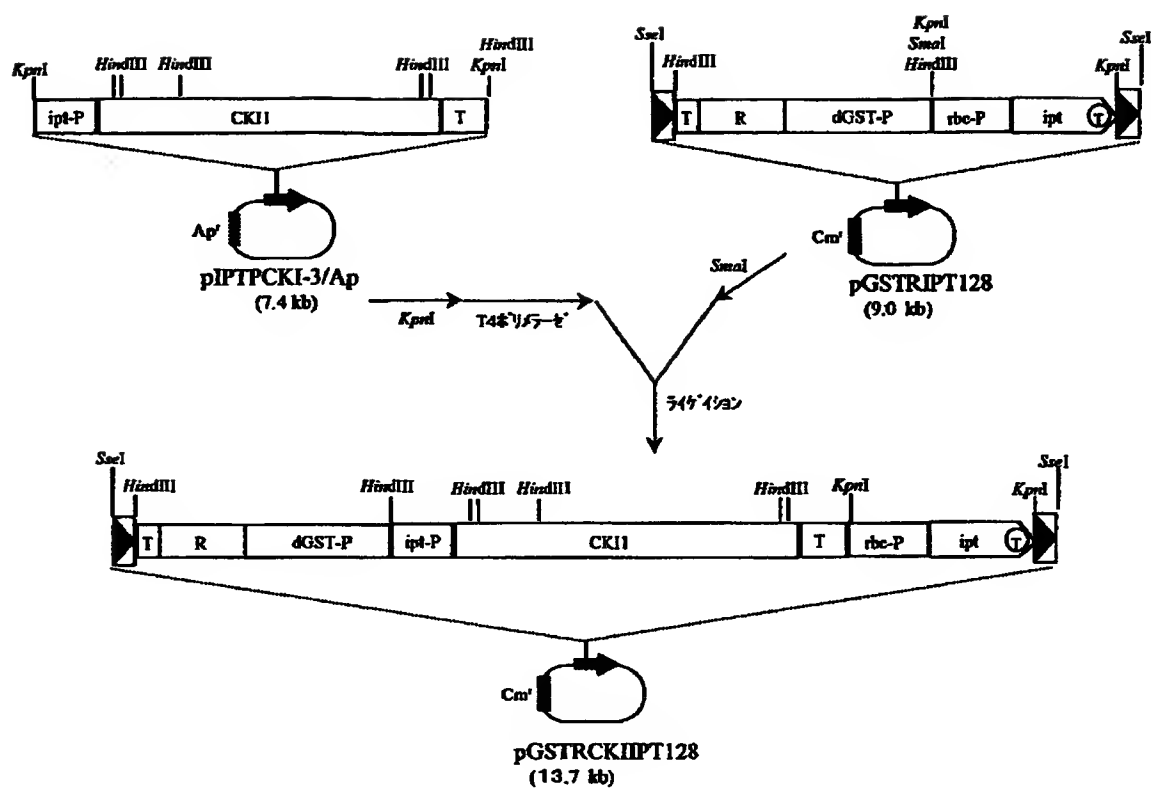 KpnI HindIII HindIII HindIII HindIII KpnI
ipt-P CKI1 T
Apr
pIPTPCKI-3/Ap
(7.4 kb)
SseI HindIII KpnI SmaI HindIII KpnI SseI
T R dGST-P rbc-P ipt T
Cmr
pGSTRIPT128
(9.0 kb)
KpnI T4ポリメラーゼ
SmaI
ライゲイション
SseI HindIII HindIII HindIII HindIII HindIII KpnI KpnI SseI
T R dGST-P ipt-P CKI1 T rbc-P ipt T
Cmr
pGSTRCKIIPT128
(13.7 kb)